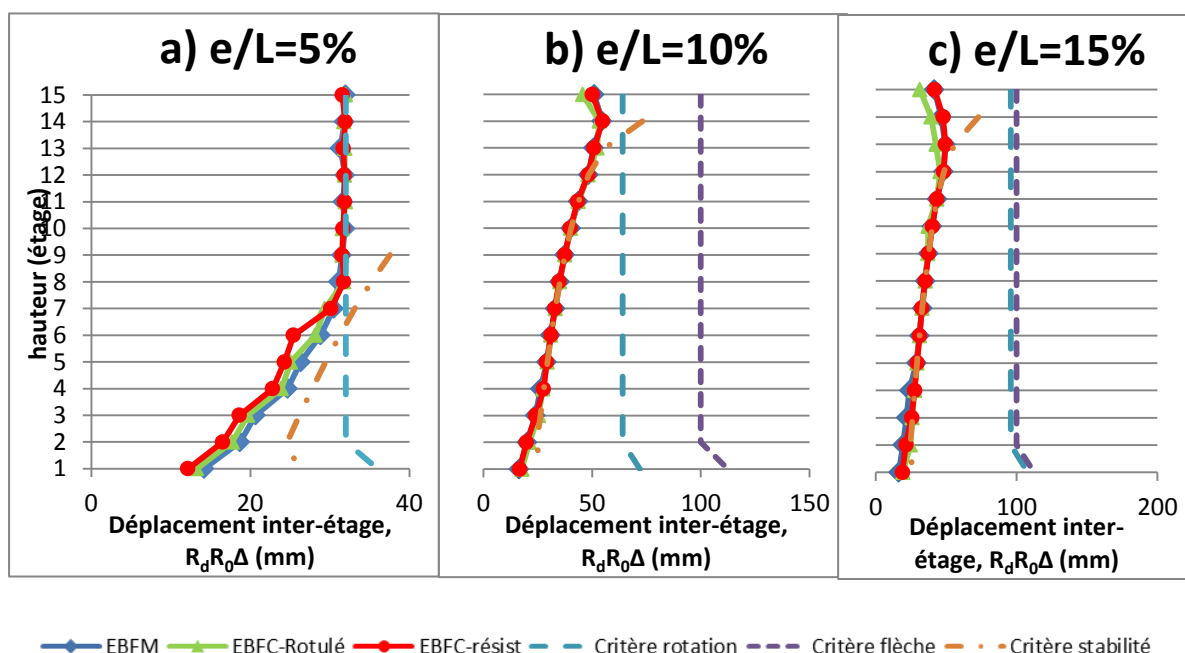 a) e/L=5%
hauteur (étage)
15
14
13
12
11
10
9
8
7
6
5
4
3
2
1
0 20 40
Déplacement inter-étage,
RdR0Δ (mm)
b) e/L=10%
0 50 100 150
Déplacement inter-étage,
RdR0Δ (mm)
c) e/L=15%
0 100 200
Déplacement inter-
étage, RdR0Δ (mm)
EBFM EBFC-Rotulé EBFC-résist Critère rotation Critère flèche Critère stabilité